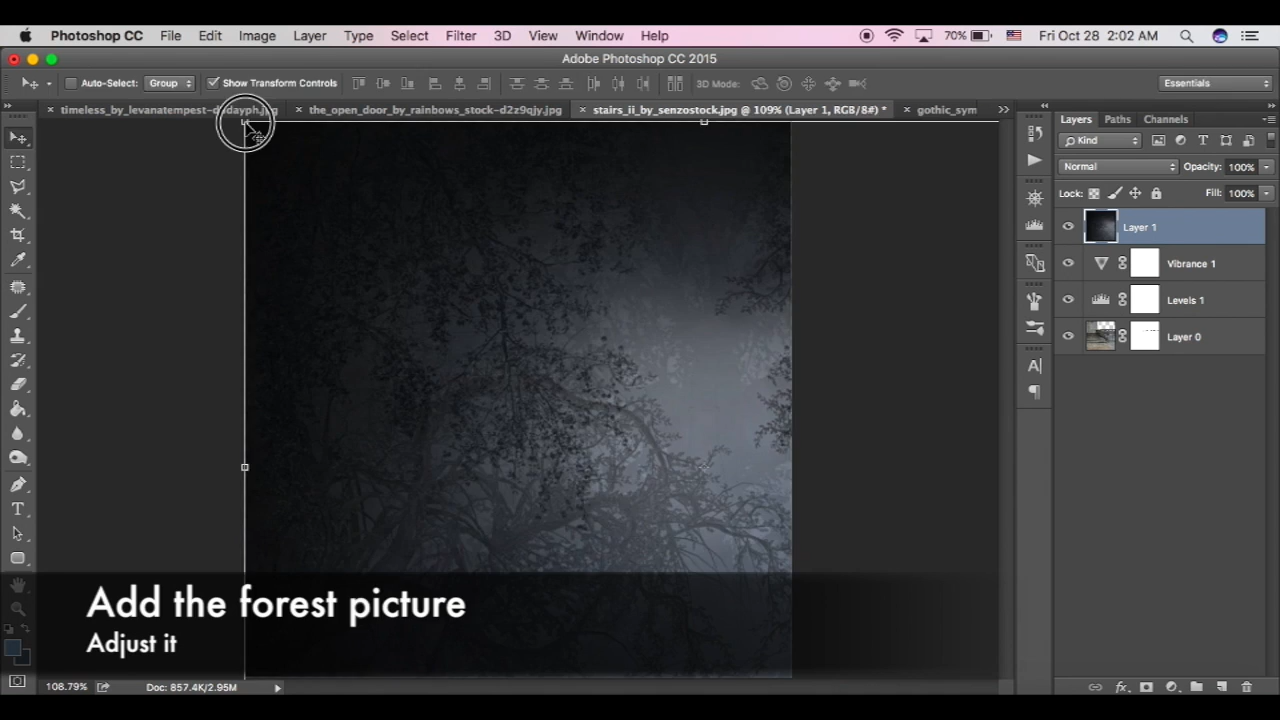 Photoshop CC File Edit Image Layer Type Select Filter 3D View Window Help 70% Fri Oct 28 2:02 AM
Adobe Photoshop CC 2015
Auto-Select: Group Show Transform Controls 3D Mode: Essentials
timeless_by_levanatempest-d the_open_door_by_rainbows_stock-d2z9qjy.jpg stairs_ii_by_senzostock.jpg @ 109% (Layer 1, RGB/8#) * gothic_sym
Layers Paths Channels
Kind
Normal Opacity: 100%
Lock: Fill: 100%
Layer 1
Vibrance 1
Levels 1
Layer 0
Add the forest picture
Adjust it
108.79% Doc: 857.4K/2.95M